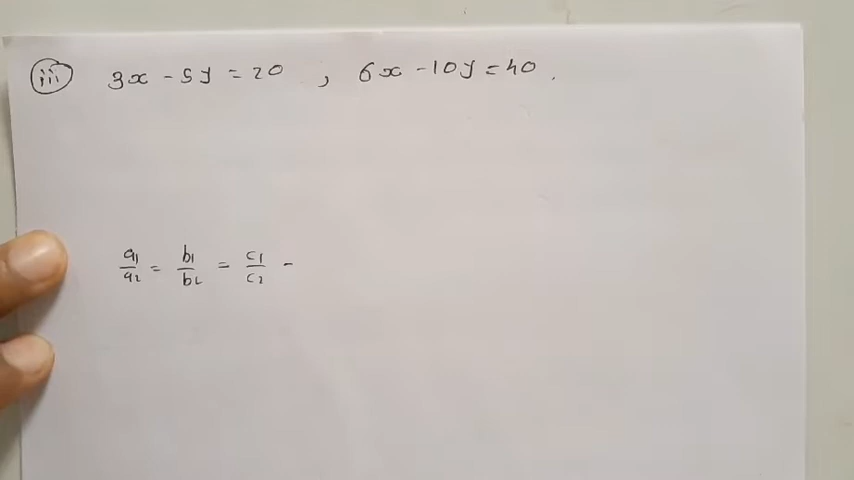 (iii) 3x - 5y = 20 , 6x - 10y = 40 .
a1/a2 = b1/b2 = c1/c2 -